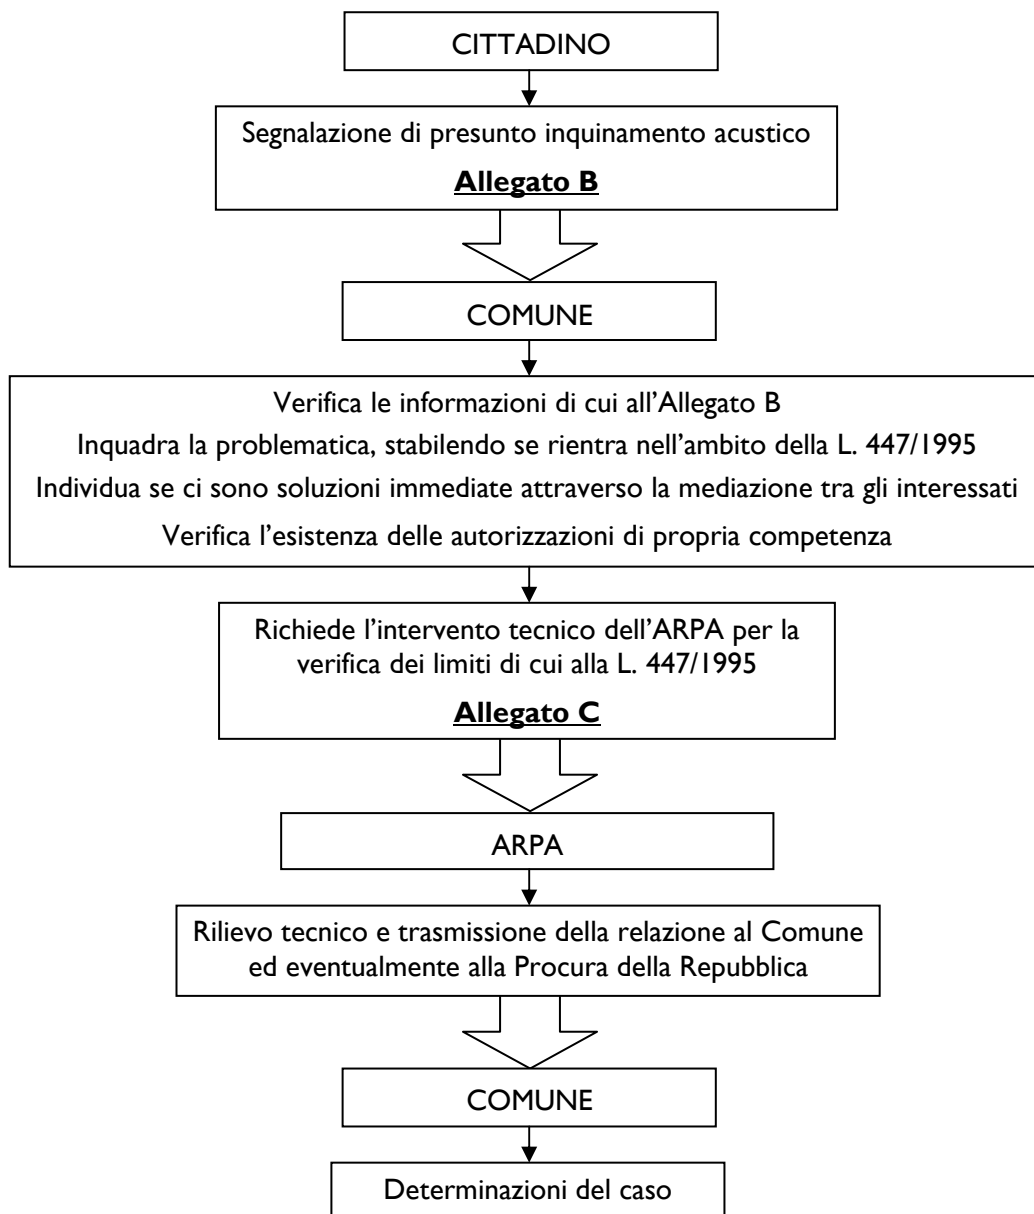 CITTADINO
Segnalazione di presunto inquinamento acustico
Allegato B
COMUNE
Verifica le informazioni di cui all’Allegato B
Inquadra la problematica, stabilendo se rientra nell’ambito della L. 447/1995
Individua se ci sono soluzioni immediate attraverso la mediazione tra gli interessati
Verifica l’esistenza delle autorizzazioni di propria competenza
Richiede l’intervento tecnico dell’ARPA per la
verifica dei limiti di cui alla L. 447/1995
Allegato C
ARPA
Rilievo tecnico e trasmissione della relazione al Comune
ed eventualmente alla Procura della Repubblica
COMUNE
Determinazioni del caso